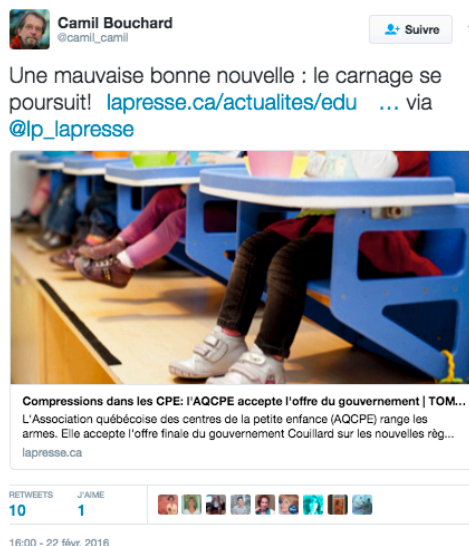 Camil Bouchard
@camil_camil
Suivre
Une mauvaise bonne nouvelle : le carnage se
poursuit! lapresse.ca/actualites/edu ... via
@lp_lapresse
Compressions dans les CPE: l'AQCPE accepte l'offre du gouvernement | TOM...
L'Association québécoise des centres de la petite enfance (AQCPE) range les
armes. Elle accepte l'offre finale du gouvernement Couillard sur les nouvelles règ...
lapresse.ca
RETWEETS J'AIME
10 1
16:00 - 22 févr. 2016